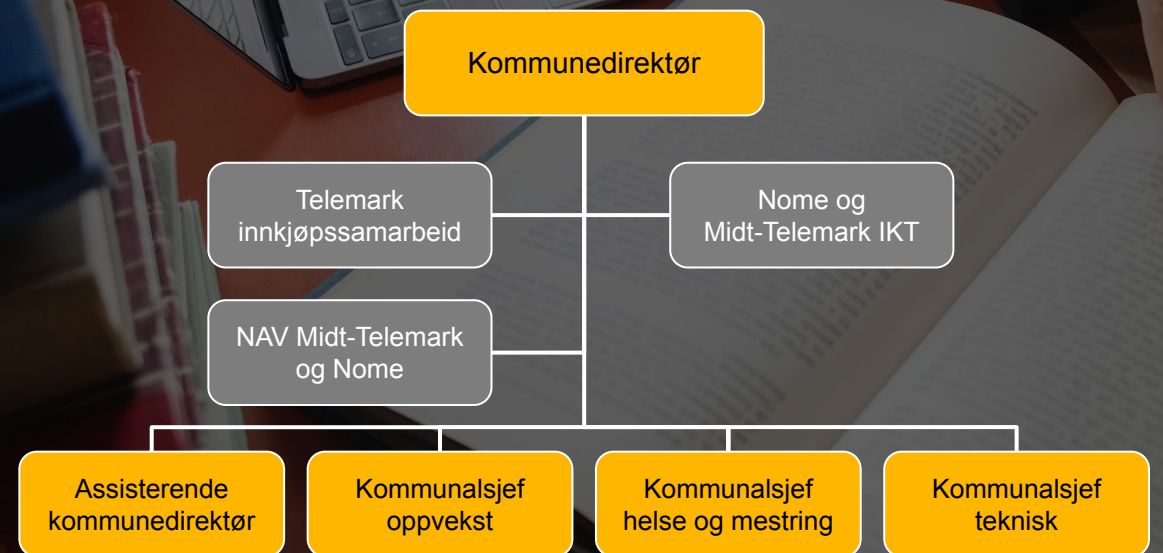 Kommunedirektør
Telemark
innkjøpssamarbeid
Nome og
Midt-Telemark IKT
NAV Midt-Telemark
og Nome
Assisterende
kommunedirektør
Kommunalsjef
oppvekst
Kommunalsjef
helse og mestring
Kommunalsjef
teknisk